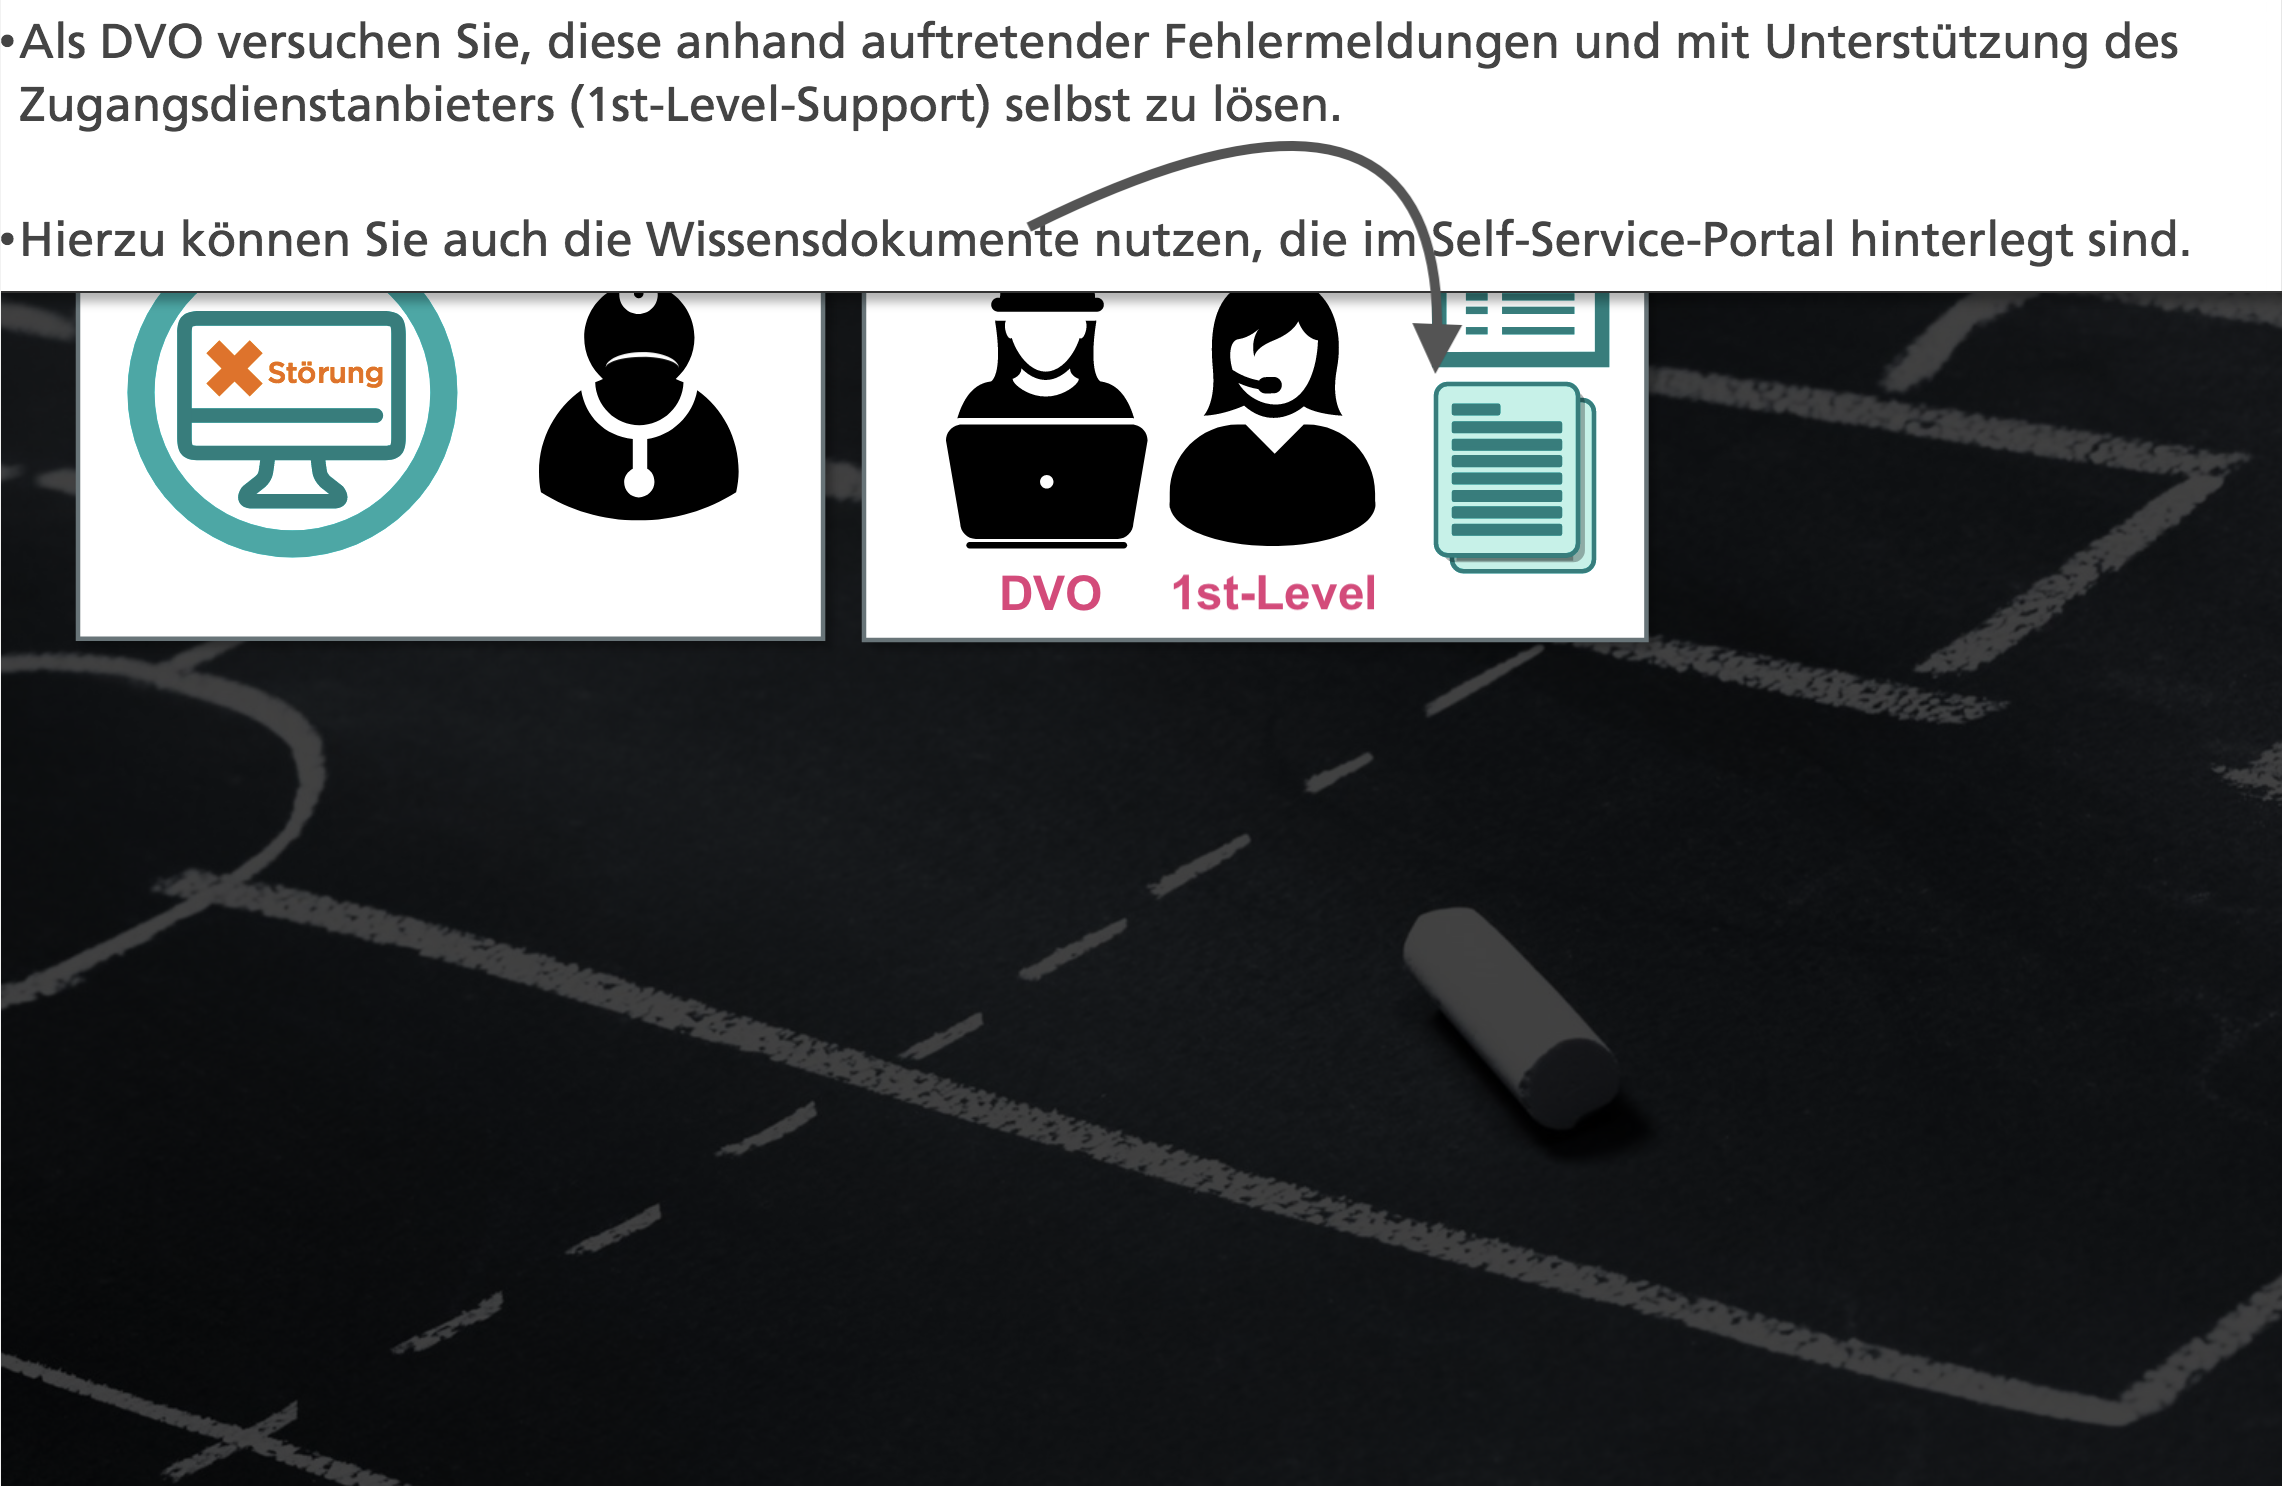 •Als DVO versuchen Sie, diese anhand auftretender Fehlermeldungen und mit Unterstützung des
Zugangsdienstanbieters (1st-Level-Support) selbst zu lösen.
•Hierzu können Sie auch die Wissensdokumente nutzen, die im Self-Service-Portal hinterlegt sind.
Störung
DVO
1st-Level